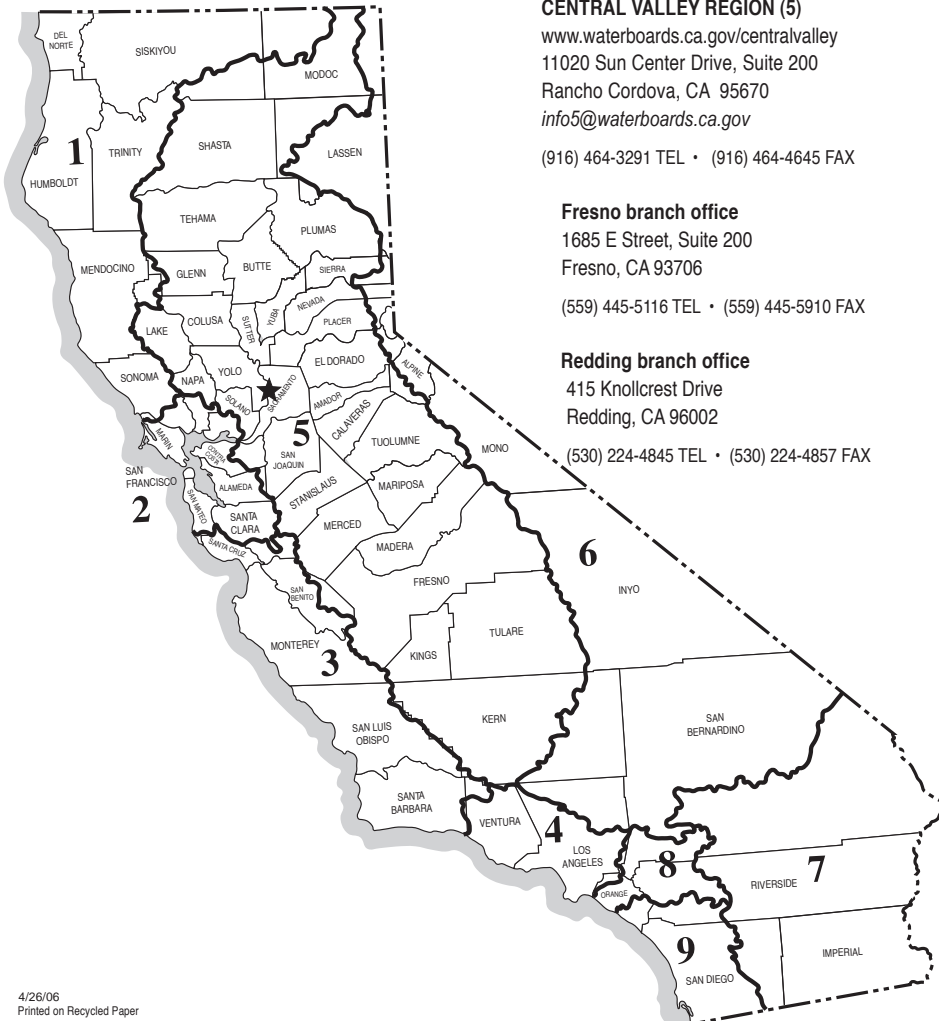 CENTRAL VALLEY REGION (5)
www.waterboards.ca.gov/centralvalley
11020 Sun Center Drive, Suite 200
Rancho Cordova, CA 95670
info5@waterboards.ca.gov
(916) 464-3291 TEL • (916) 464-4645 FAX
Fresno branch office
1685 E Street, Suite 200
Fresno, CA 93706
(559) 445-5116 TEL • (559) 445-5910 FAX
Redding branch office
415 Knollcrest Drive
Redding, CA 96002
(530) 224-4845 TEL • (530) 224-4857 FAX
DEL
NORTE
SISKIYOU
MODOC
1
TRINITY
SHASTA
LASSEN
HUMBOLDT
TEHAMA
PLUMAS
MENDOCINO
GLENN
BUTTE
SIERRA
LAKE
COLUSA
SUTTER
YUBA
NEVADA
PLACER
SONOMA
NAPA
YOLO
EL DORADO
ALPINE
SOLANO
SACRAMENTO
AMADOR
CALAVERAS
MARIN
5
TUOLUMNE
MONO
CONTRA
COSTA
SAN
JOAQUIN
SAN
FRANCISCO
ALAMEDA
STANISLAUS
MARIPOSA
2
SAN MATEO
SANTA
CLARA
MERCED
SANTA CRUZ
MADERA
6
FRESNO
INYO
SAN
BENITO
MONTEREY
3
KINGS
TULARE
SAN LUIS
OBISPO
KERN
SAN
BERNARDINO
SANTA
BARBARA
VENTURA
4
LOS
ANGELES
8
RIVERSIDE
7
ORANGE
9
SAN DIEGO
IMPERIAL
4/26/06
Printed on Recycled Paper